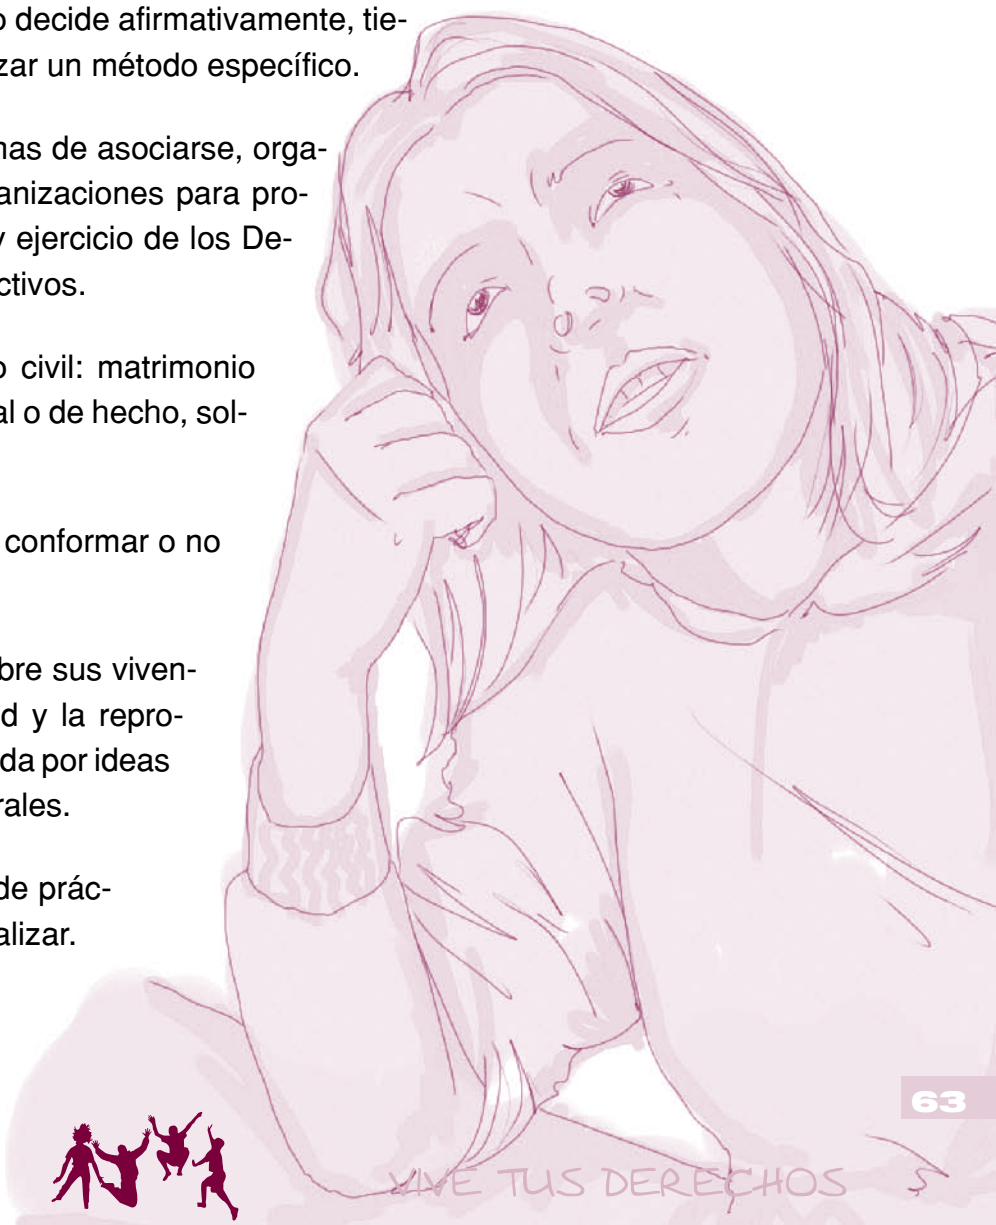 o decide afirmativamente, tie-
zar un método específico.
mas de asociarse, orga-
anizaciones para pro-
y ejercicio de los De-
ctivos.
o civil: matrimonio
al o de hecho, sol-
conformar o no
bre sus viven-
d y la repro-
da por ideas
rales.
de prác-
alizar.
63
VIVE TUS DERECHOS